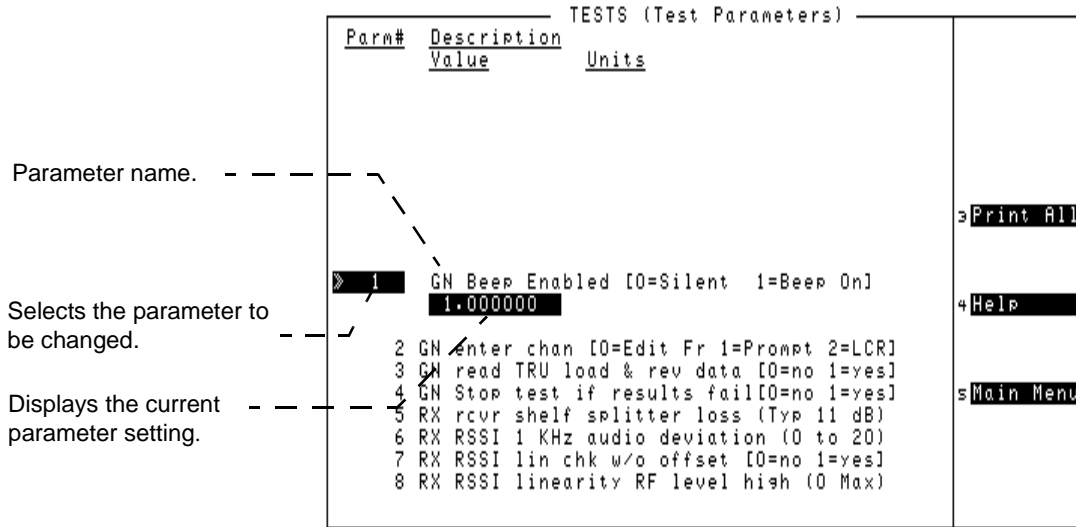 TESTS (Test Parameters)
Parm# Description
Value Units
Parameter name.
3 Print All
» 1 GN Beep Enabled [0=Silent 1=Beep On]
1.000000
Selects the parameter to
be changed.
4 Help
2 GN enter chan [0=Edit Fr 1=Prompt 2=LCR]
3 GN read TRU load & rev data [0=no 1=yes]
4 GN Stop test if results fail[0=no 1=yes]
5 Main Menu
Displays the current
parameter setting.
5 RX rcvr shelf splitter loss (Typ 11 dB)
6 RX RSSI 1 KHz audio deviation (0 to 20)
7 RX RSSI lin chk w/o offset [0=no 1=yes]
8 RX RSSI linearity RF level high (0 Max)